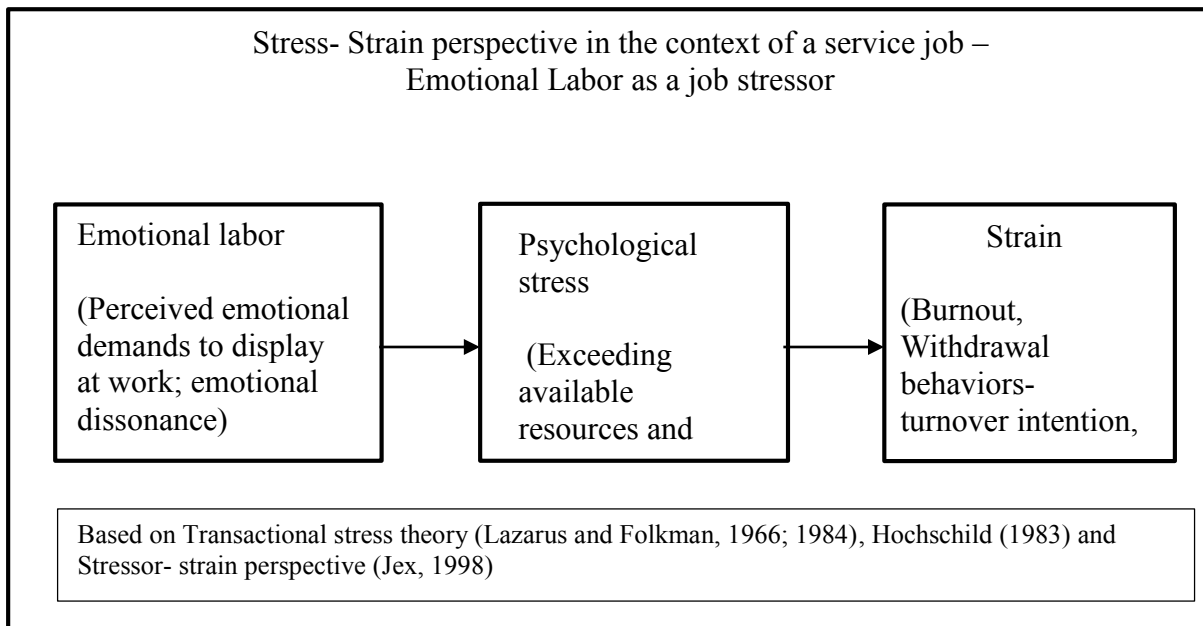 Stress- Strain perspective in the context of a service job –
Emotional Labor as a job stressor
Emotional labor
(Perceived emotional
demands to display
at work; emotional
dissonance)
Psychological
stress
(Exceeding
available
resources and
Strain
(Burnout,
Withdrawal
behaviors-
turnover intention,
Based on Transactional stress theory (Lazarus and Folkman, 1966; 1984), Hochschild (1983) and
Stressor- strain perspective (Jex, 1998)